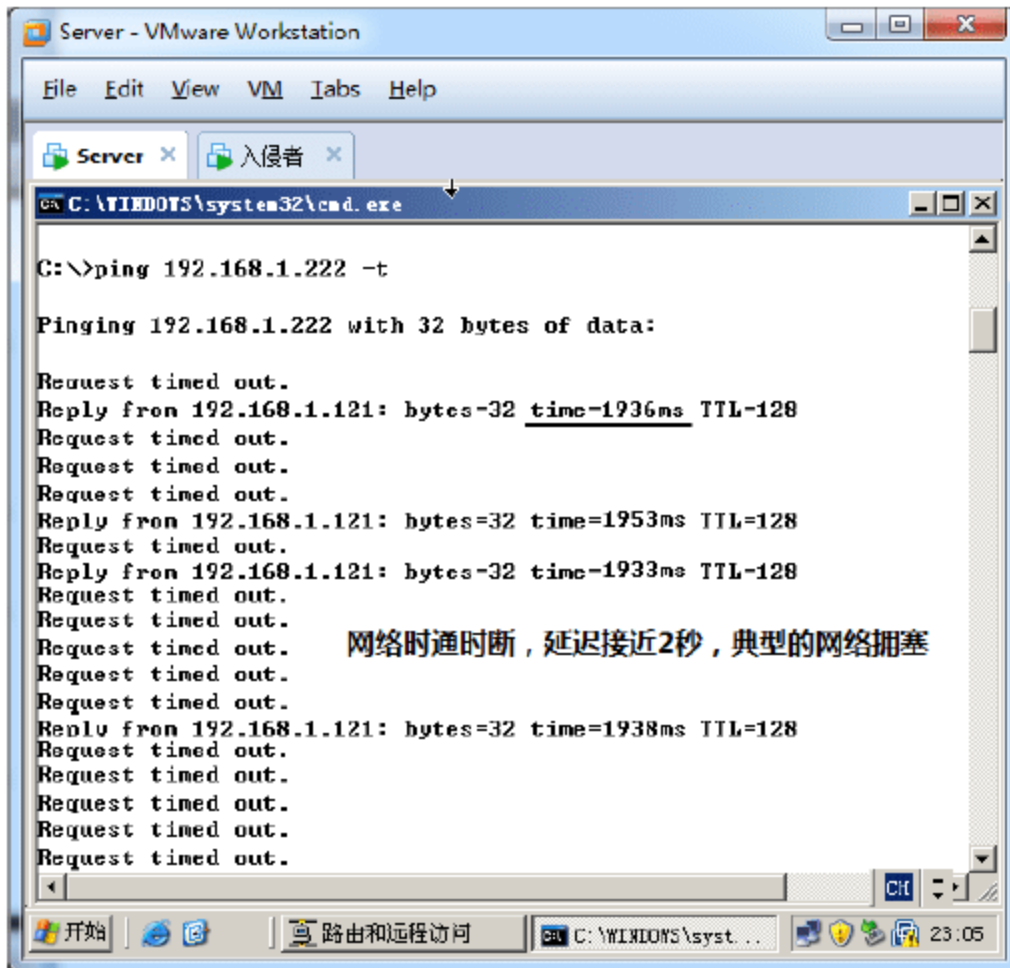 Server - VMware Workstation
File Edit View VM Tabs Help
Server 入侵者
C:\WINDOWS\system32\cmd.exe
C:\>ping 192.168.1.222 -t
Pinging 192.168.1.222 with 32 bytes of data:
Request timed out.
Reply from 192.168.1.121: bytes=32 time=1936ms TTL=128
Request timed out.
Request timed out.
Request timed out.
Reply from 192.168.1.121: bytes=32 time=1953ms TTL=128
Request timed out.
Reply from 192.168.1.121: bytes=32 time=1933ms TTL=128
Request timed out.
Request timed out.
Request timed out.
网络时通时断，延迟接近2秒，典型的网络拥塞
Request timed out.
Request timed out.
Reply from 192.168.1.121: bytes=32 time=1938ms TTL=128
Request timed out.
Request timed out.
Request timed out.
Request timed out.
Request timed out.
CH
开始 路由和远程访问 C:\WINDOWS\syst... 23:05